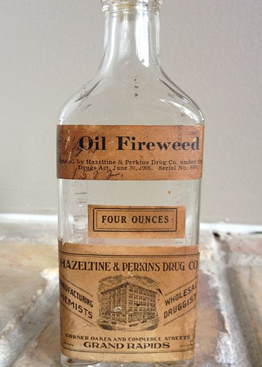 Oil Fireweed
by Hazeltine & Perkins Drug Co. under the
Drugs Act, June 30, 1906. Serial No.
FOUR OUNCES
HAZELTINE & PERKINS DRUG CO
MANUFACTURING
CHEMISTS
WHOLESALE
DRUGGISTS
CORNER OAKES AND COMMERCE STREETS
GRAND RAPIDS